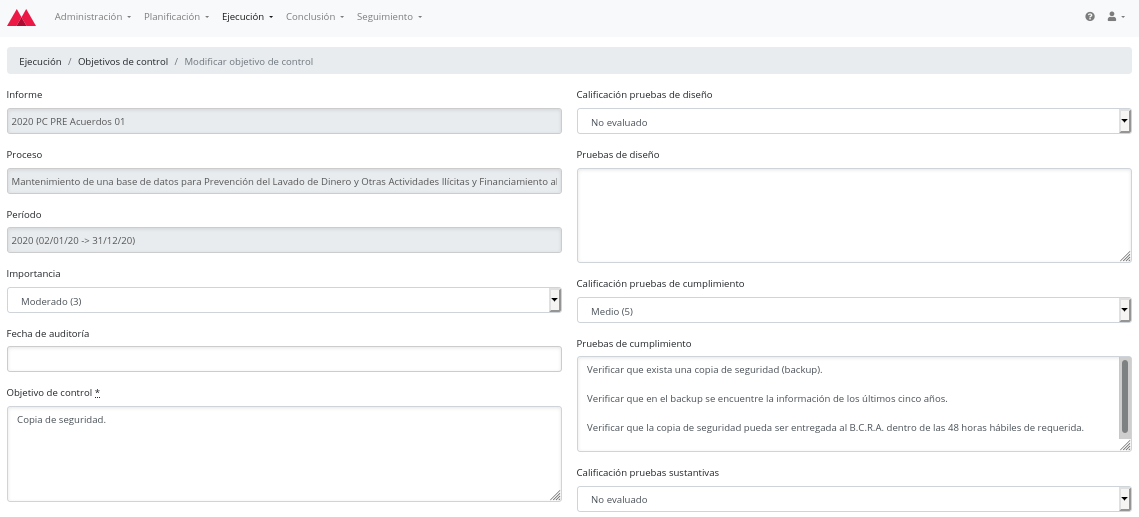 Administración
Planificación
Ejecución
Conclusión
Seguimiento
Ejecución / Objetivos de control / Modificar objetivo de control
Informe
2020 PC PRE Acuerdos 01
Proceso
Mantenimiento de una base de datos para Prevención del Lavado de Dinero y Otras Actividades Ilícitas y Financiamiento al
Período
2020 (02/01/20 -> 31/12/20)
Importancia
Moderado (3)
Fecha de auditoría
Objetivo de control *
Copia de seguridad.
Calificación pruebas de diseño
No evaluado
Pruebas de diseño
Calificación pruebas de cumplimiento
Medio (5)
Pruebas de cumplimiento
Verificar que exista una copia de seguridad (backup).
Verificar que en el backup se encuentre la información de los últimos cinco años.
Verificar que la copia de seguridad pueda ser entregada al B.C.R.A. dentro de las 48 horas hábiles de requerida.
Calificación pruebas sustantivas
No evaluado